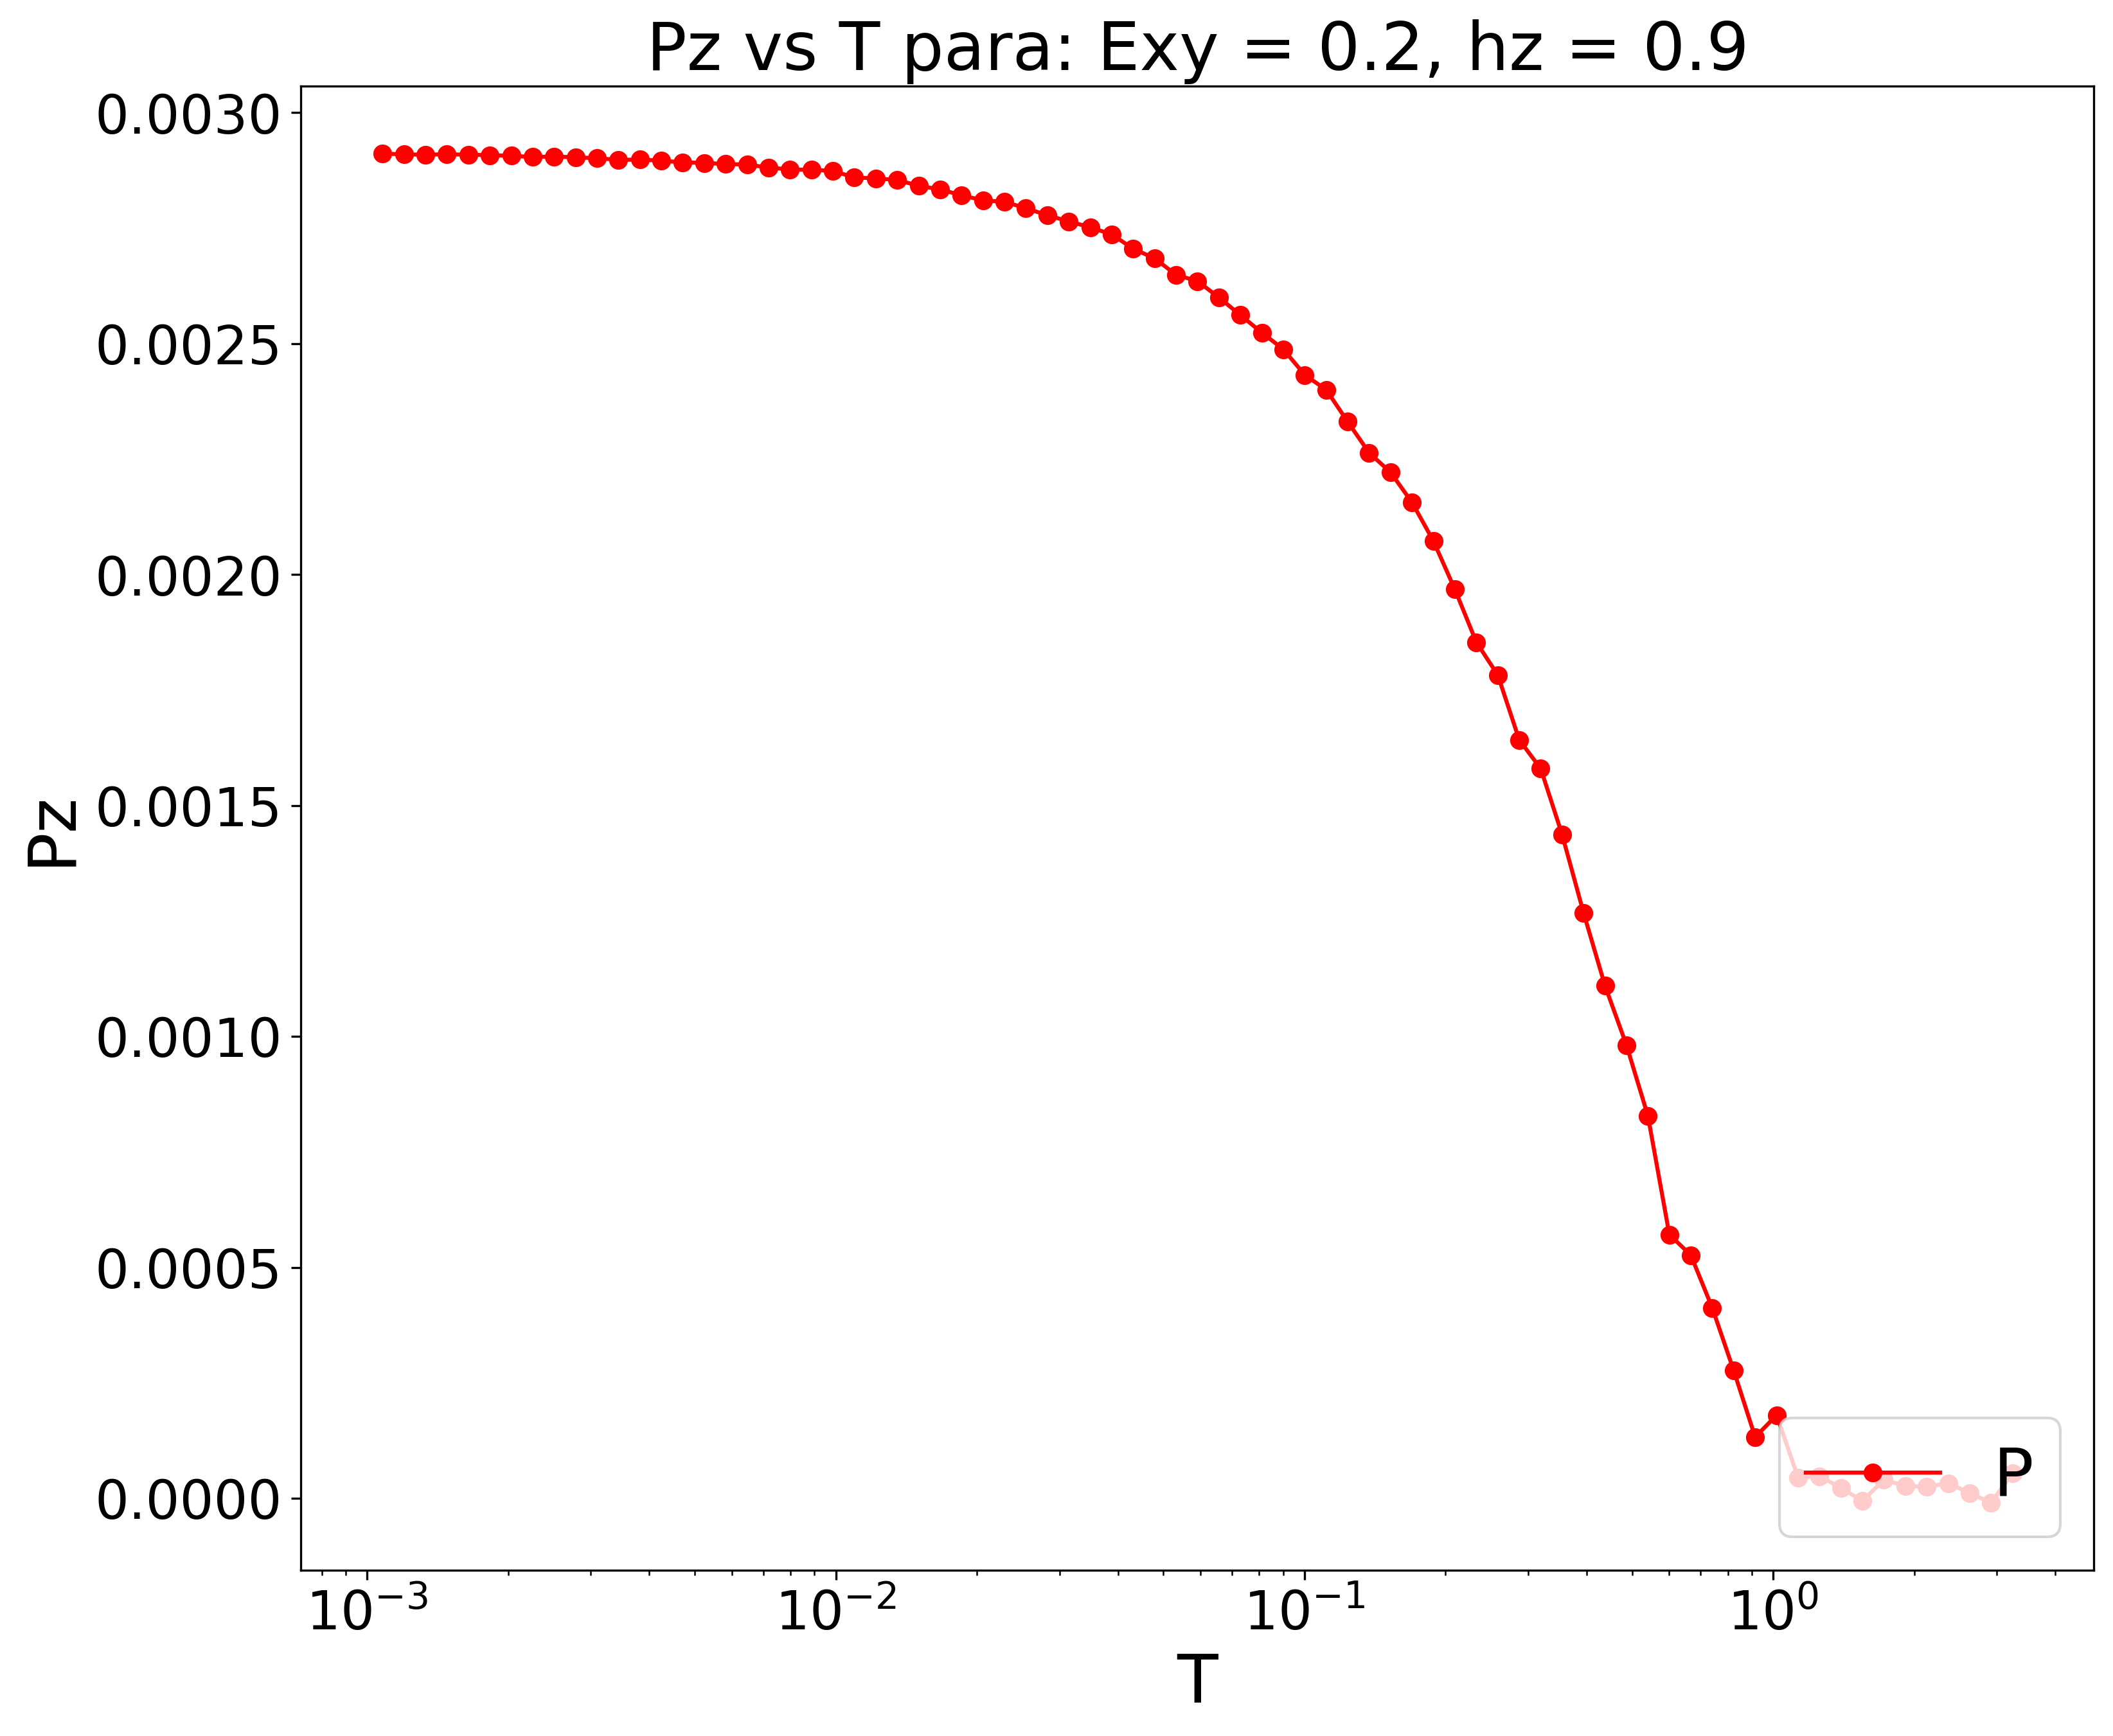 Pz vs T para: Exy = 0.2, hz = 0.9
0.0030
0.0025
0.0020
0.0015
0.0010
0.0005
0.0000
Pz
P
10⁻³ 10⁻² 10⁻¹ 10⁰
T